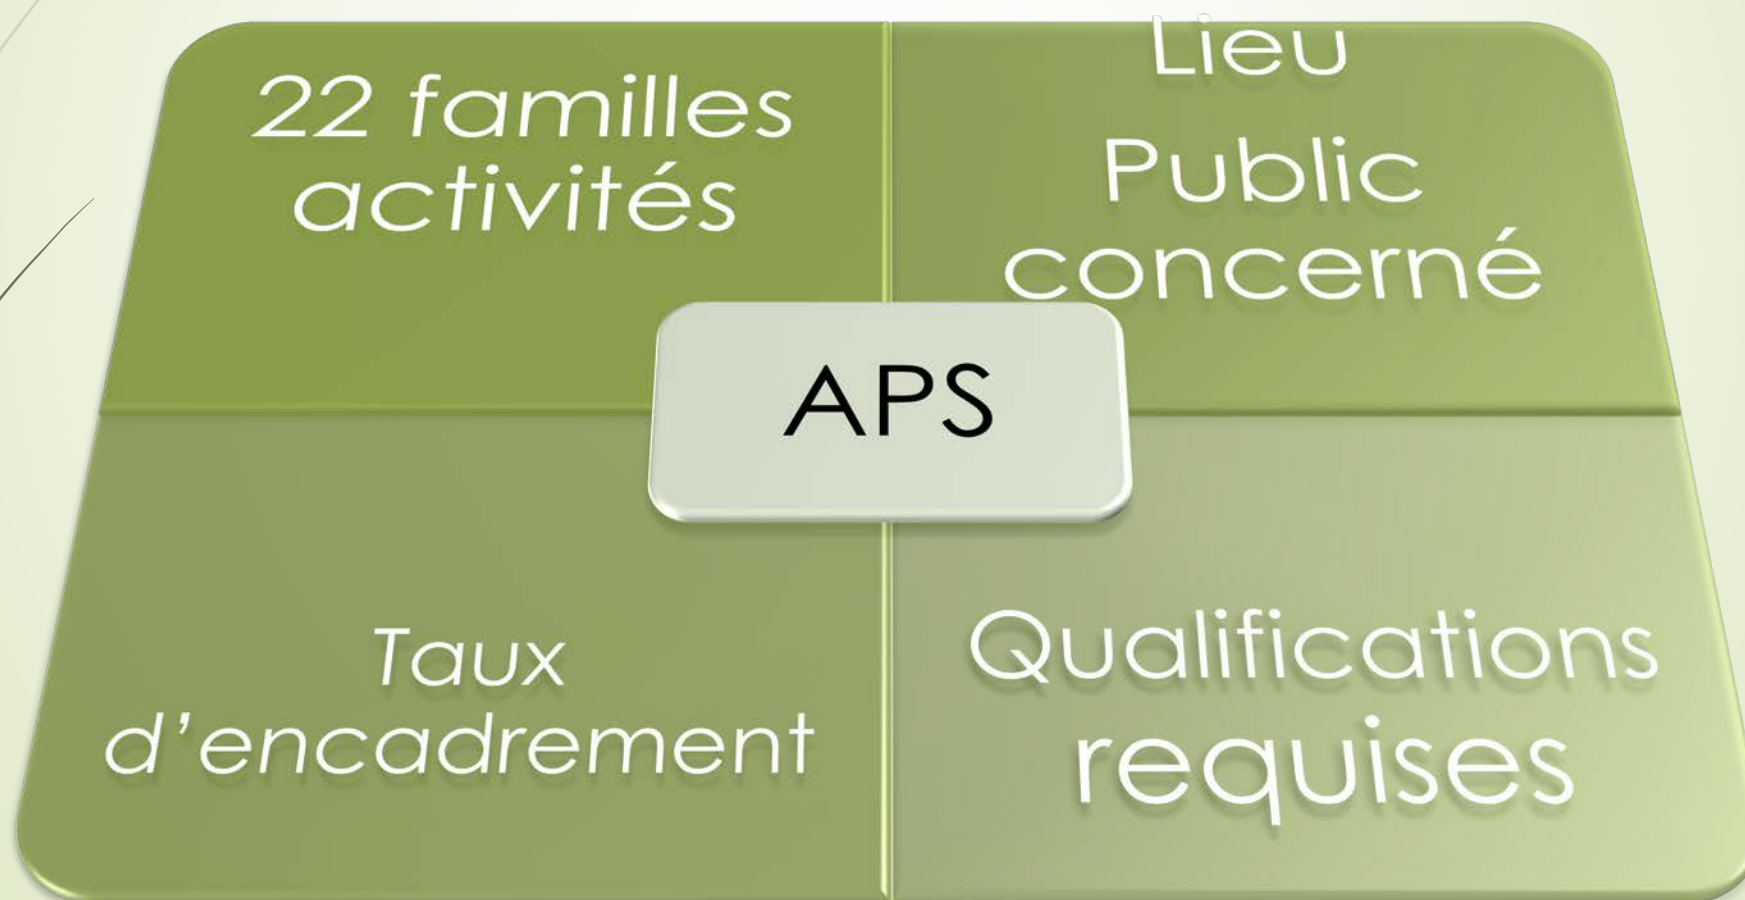 22 familles
activités
Lieu
Public
concerné
APS
Taux
d'encadrement
Qualifications
requises